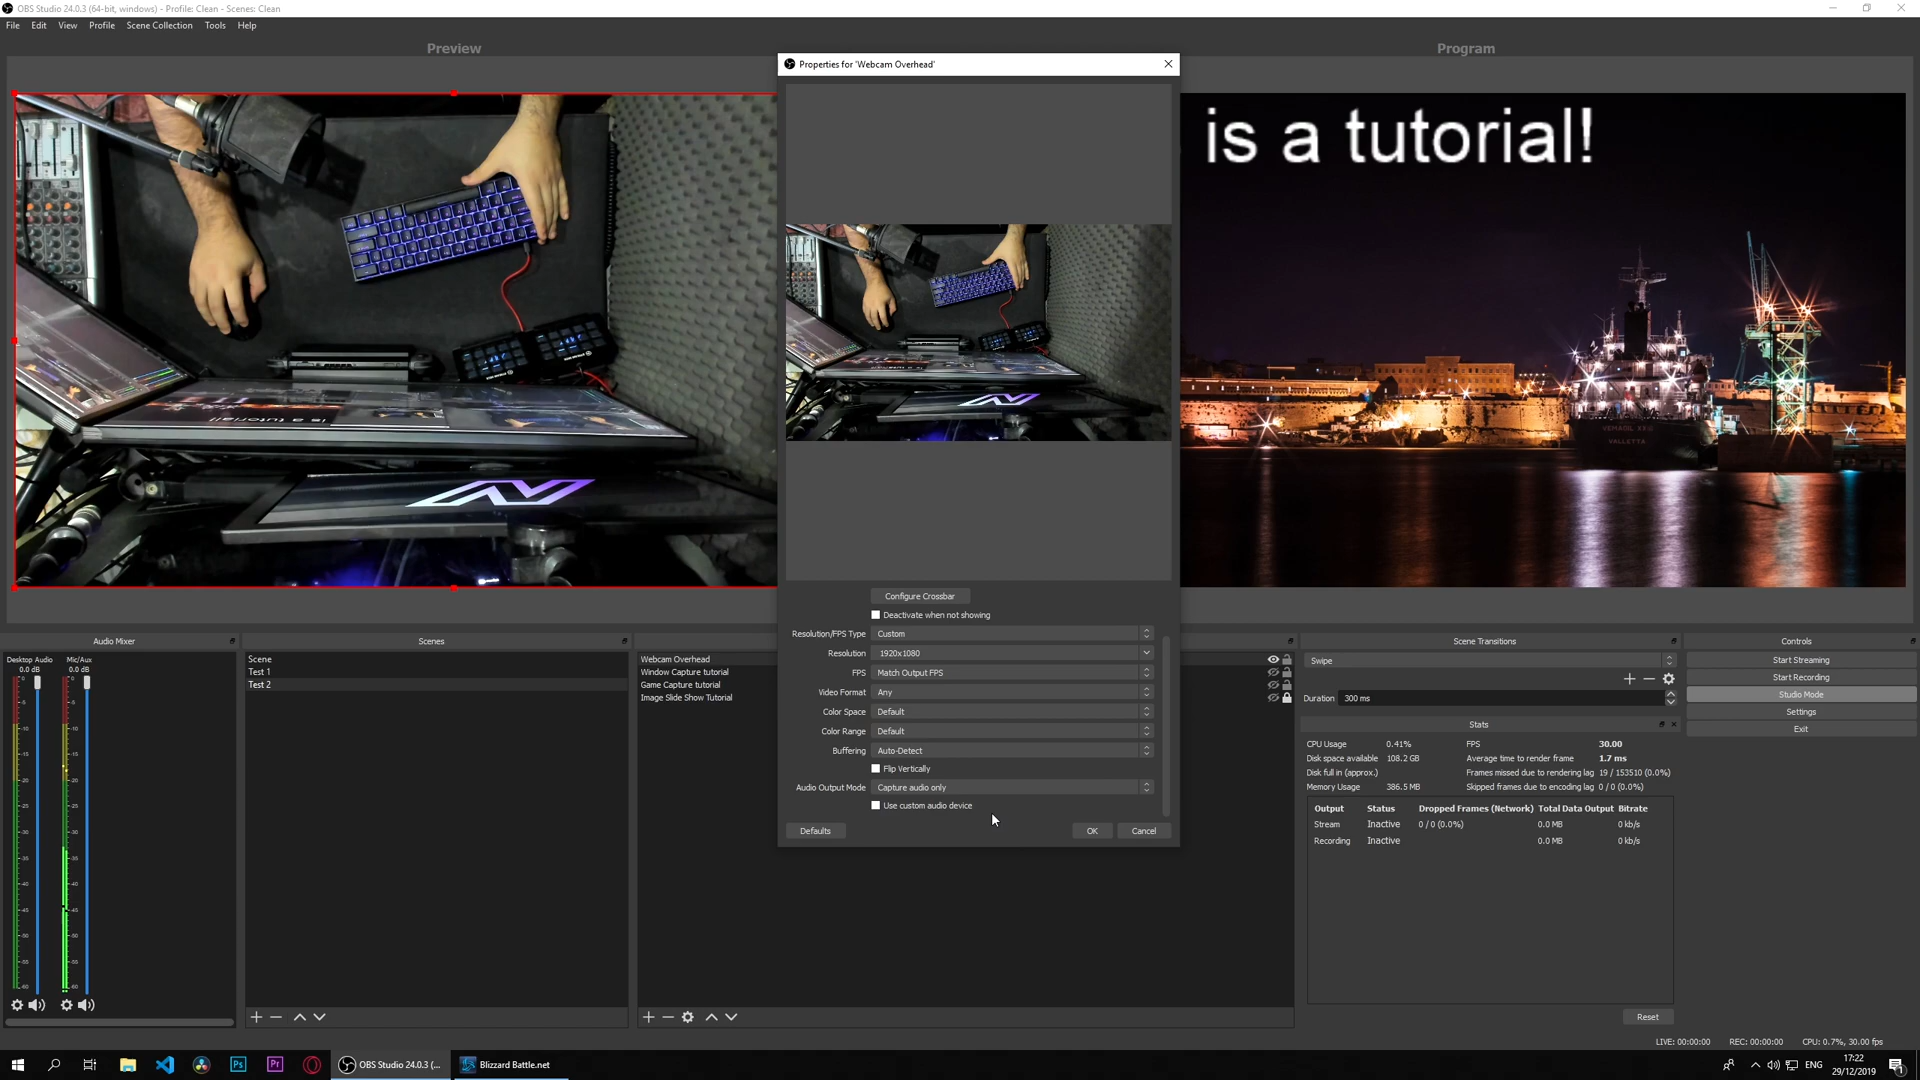 OBS Studio 24.0.3 (64-bit, windows) - Profile: Clean - Scenes: Clean
File Edit View Profile Scene Collection Tools Help
Preview
Program
Properties for 'Webcam Overhead'
is a tutorial!
VALLETTA
Configure Crossbar
Deactivate when not showing
Resolution/FPS Type Custom
Resolution 1920x1080
FPS Match Output FPS
Video Format Any
Color Space Default
Color Range Default
Buffering Auto-Detect
Flip Vertically
Audio Output Mode Capture audio only
Use custom audio device
Defaults OK Cancel
Audio Mixer
Desktop Audio Mic/Aux
0.0 dB 0.0 dB
Scenes
Scene
Test 1
Test 2
Webcam Overhead
Window Capture tutorial
Game Capture tutorial
Image Slide Show Tutorial
Scene Transitions
Swipe
Duration 300 ms
Stats
CPU Usage 0.41% FPS 30.00
Disk space available 108.2 GB Average time to render frame 1.7 ms
Disk full in (approx.) Frames missed due to rendering lag 19 / 153510 (0.0%)
Memory Usage 386.5 MB Skipped frames due to encoding lag 0 / 0 (0.0%)
Output Status Dropped Frames (Network) Total Data Output Bitrate
Stream Inactive 0 / 0 (0.0%) 0.0 MB 0 kb/s
Recording Inactive 0.0 MB 0 kb/s
Reset
Controls
Start Streaming
Start Recording
Studio Mode
Settings
Exit
LIVE: 00:00:00 REC: 00:00:00 CPU: 0.7%, 30.00 fps
OBS Studio 24.0.3 (... Blizzard Battle.net
ENG 17:22
29/12/2019